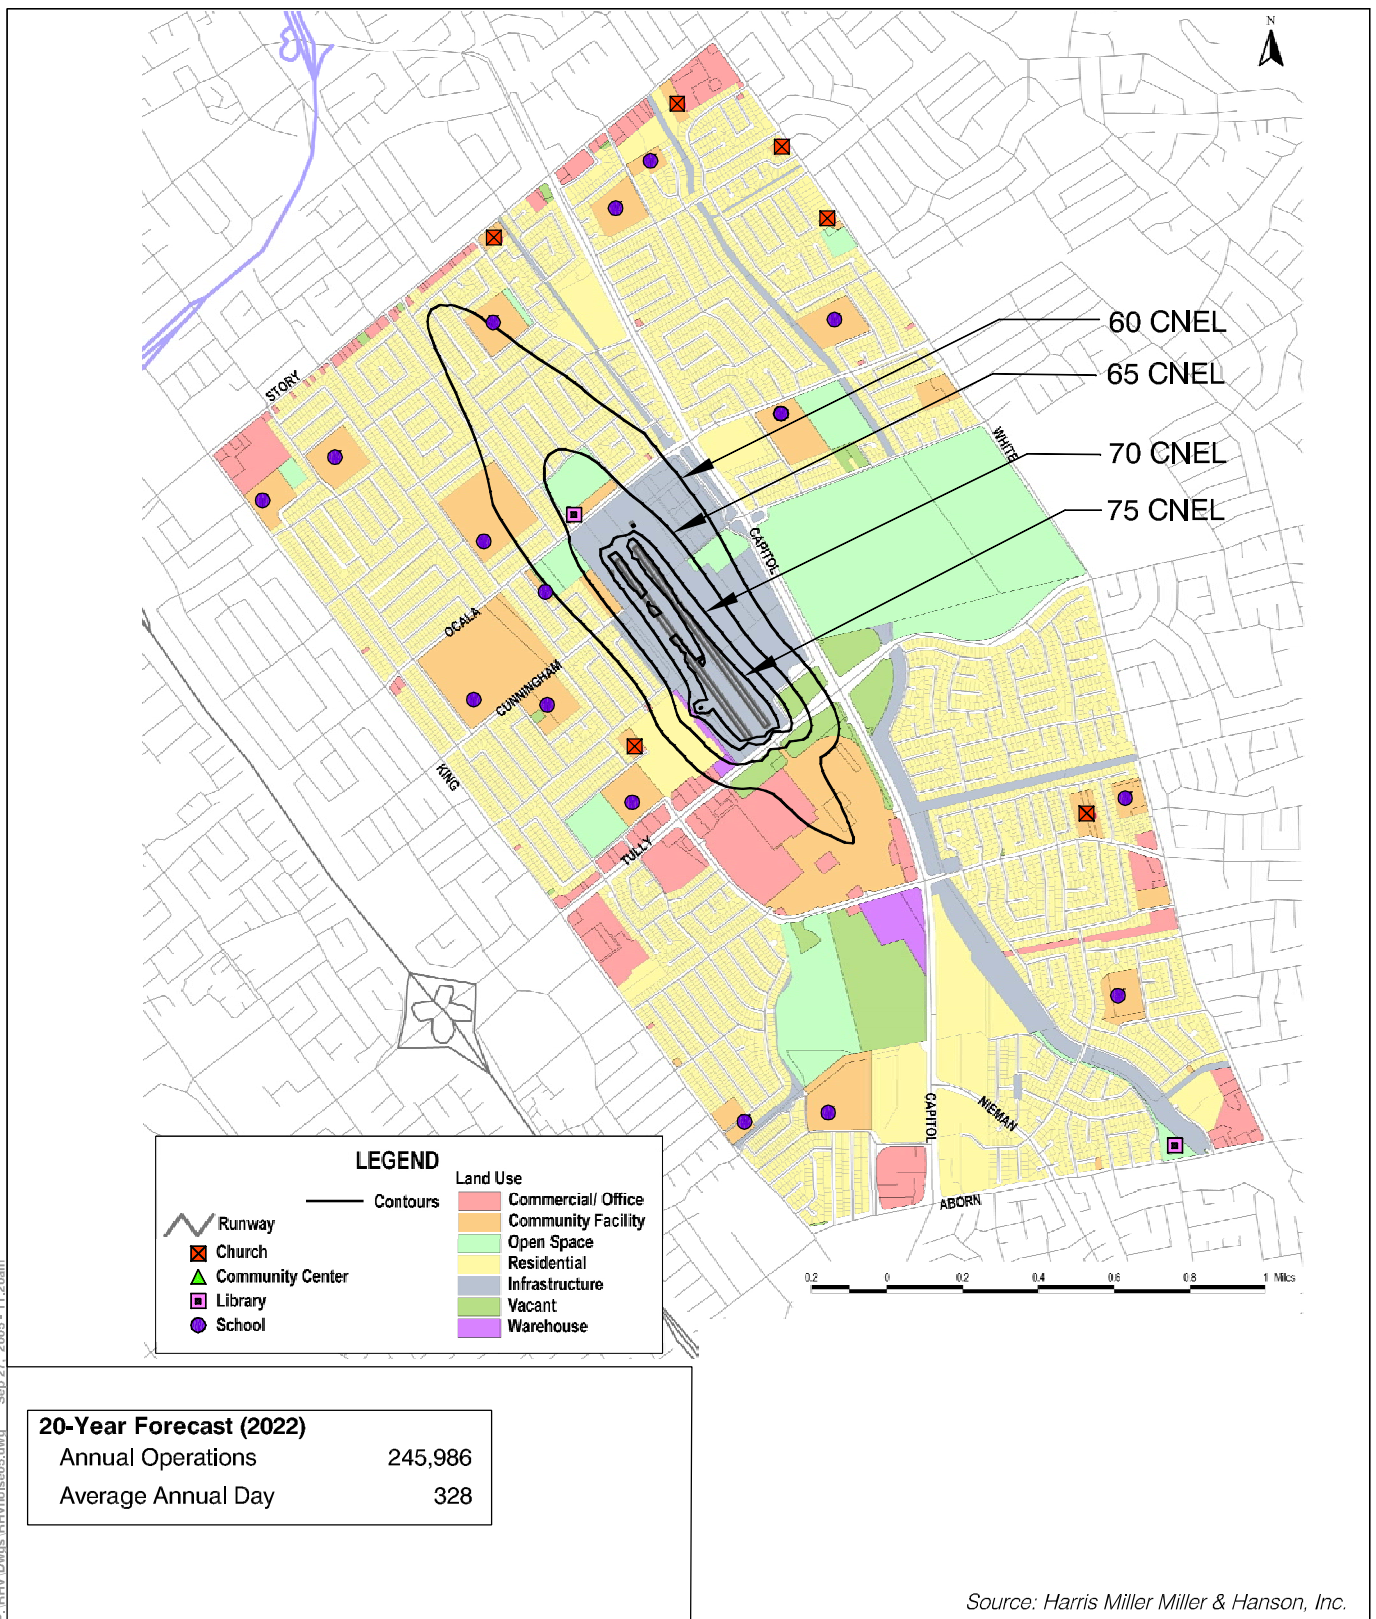 N
60 CNEL
65 CNEL
70 CNEL
75 CNEL
STORY
WHITE
CAPITOL
OCALA
CUNNINGHAM
KING
TULLY
CAPITOL
NIEMAN
ABORN
LEGEND
Contours
Runway
Church
Community Center
Library
School
Land Use
Commercial/ Office
Community Facility
Open Space
Residential
Infrastructure
Vacant
Warehouse
0.2 0 0.2 0.4 0.6 0.8 1 Miles
20-Year Forecast (2022)
Annual Operations 245,986
Average Annual Day 328
Source: Harris Miller Miller & Hanson, Inc.